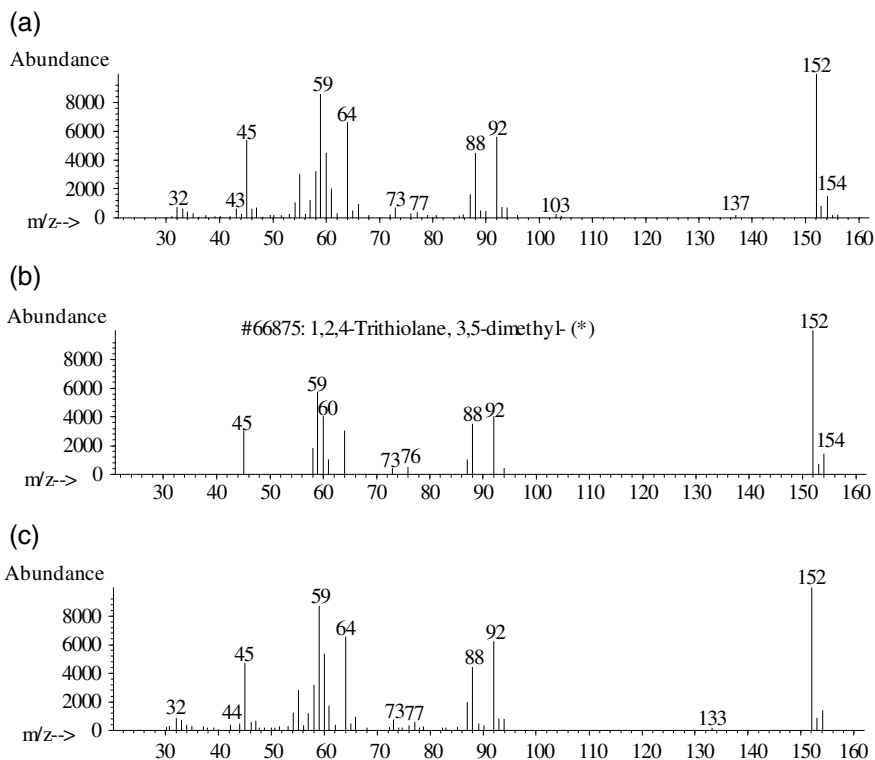 (a)
Abundance
8000
6000
4000
2000
0
m/z-->
32 43 45 59 64 73 77 88 92 103 137 152 154
30 40 50 60 70 80 90 100 110 120 130 140 150 160
(b)
Abundance
#66875: 1,2,4-Trithiolane, 3,5-dimethyl- (*)
8000
6000
4000
2000
0
m/z-->
45 59 60 73 76 88 92 152 154
30 40 50 60 70 80 90 100 110 120 130 140 150 160
(c)
Abundance
8000
6000
4000
2000
0
m/z-->
32 44 45 59 64 73 77 88 92 133 152
30 40 50 60 70 80 90 100 110 120 130 140 150 160